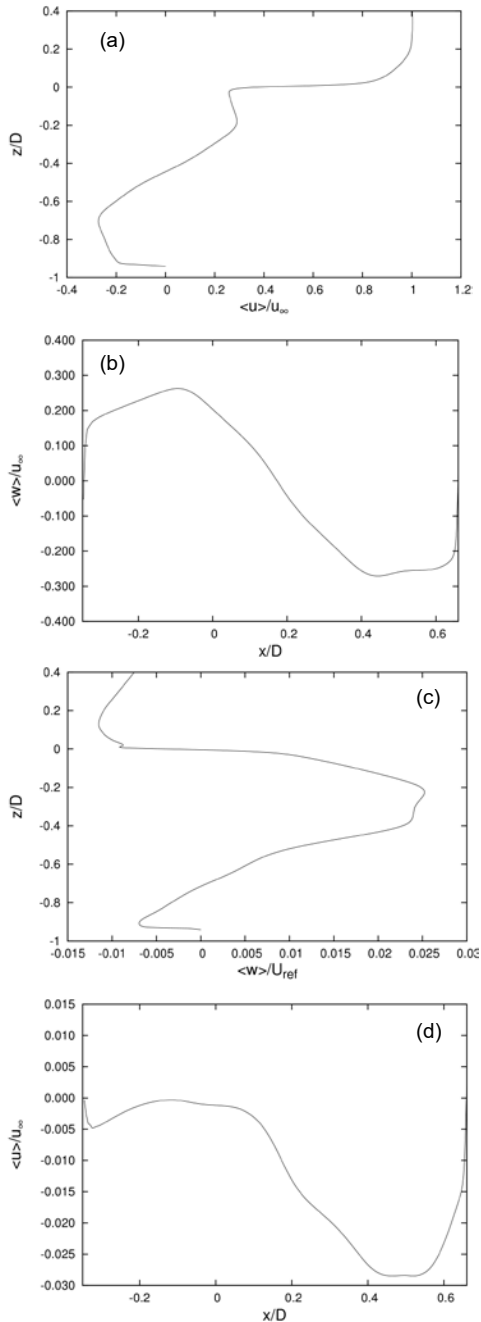 (a)
0.4
0.2
0
-0.2
-0.4
-0.6
-0.8
-1
z/D
-0.4 -0.2 0 0.2 0.4 0.6 0.8 1 1.2
<u>/u∞
(b)
0.400
0.300
0.200
0.100
0.000
-0.100
-0.200
-0.300
-0.400
<w>/u∞
-0.2 0 0.2 0.4 0.6
x/D
(c)
0.4
0.2
0
-0.2
-0.4
-0.6
-0.8
-1
z/D
-0.015 -0.01 -0.005 0 0.005 0.01 0.015 0.02 0.025 0.03
<w>/Uref
(d)
0.015
0.010
0.005
0.000
-0.005
-0.010
-0.015
-0.020
-0.025
-0.030
<u>/u∞
-0.2 0 0.2 0.4 0.6
x/D